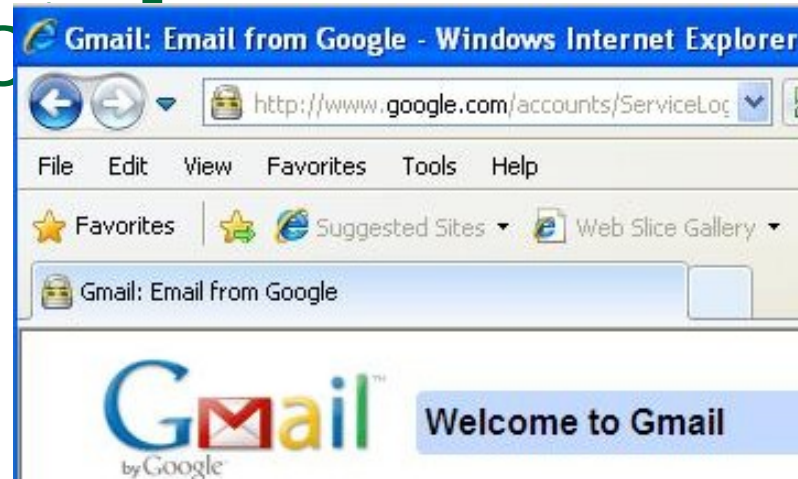 Gmail: Email from Google - Windows Internet Explorer
http://www.google.com/accounts/ServiceLog
File Edit View Favorites Tools Help
Favorites Suggested Sites Web Slice Gallery
Gmail: Email from Google
Gmail™ Welcome to Gmail
by Google